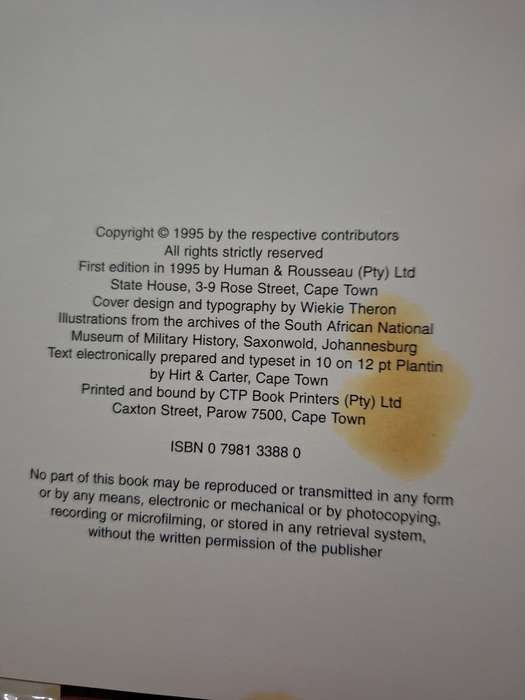 Copyright © 1995 by the respective contributors
All rights strictly reserved
First edition in 1995 by Human & Rousseau (Pty) Ltd
State House, 3-9 Rose Street, Cape Town
Cover design and typography by Wiekie Theron
Illustrations from the archives of the South African National
Museum of Military History, Saxonwold, Johannesburg
Text electronically prepared and typeset in 10 on 12 pt Plantin
by Hirt & Carter, Cape Town
Printed and bound by CTP Book Printers (Pty) Ltd
Caxton Street, Parow 7500, Cape Town
ISBN 0 7981 3388 0
No part of this book may be reproduced or transmitted in any form
or by any means, electronic or mechanical or by photocopying,
recording or microfilming, or stored in any retrieval system,
without the written permission of the publisher